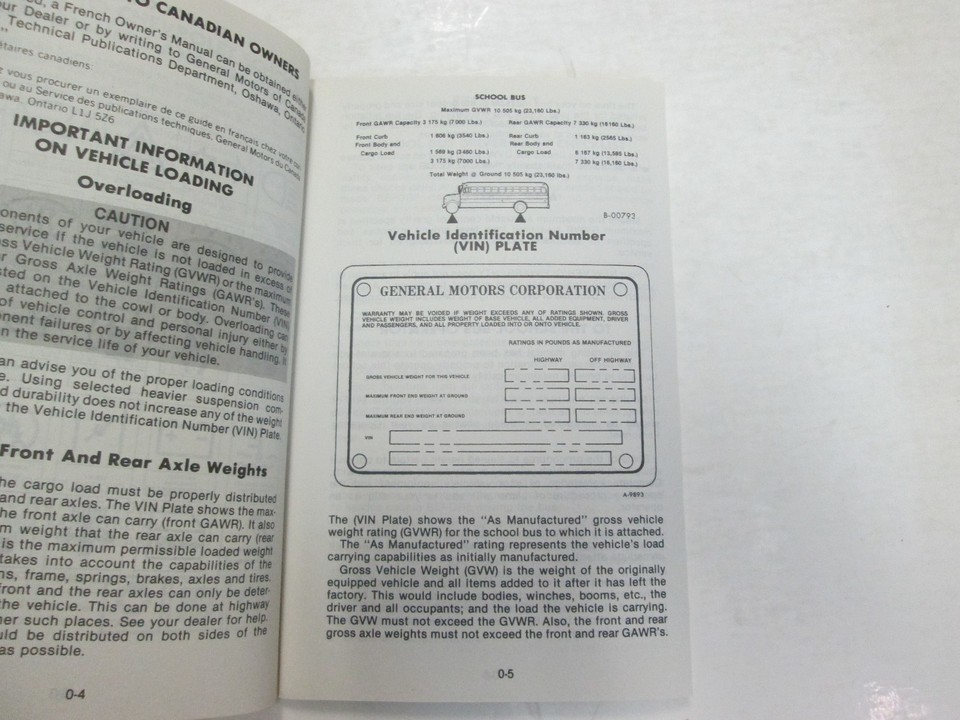 TO CANADIAN OWNERS
a French Owner's Manual can be obtained either
Dealer or by writing to General Motors of Canada
Technical Publications Department, Oshawa, Ontario
canadiens
vous procurer un exemplaire de ce guide en français chez votre
ou au Service des publications techniques, General Motors du Canada
Ontario L1J 5Z6
IMPORTANT INFORMATION
ON VEHICLE LOADING
Overloading
CAUTION
of your vehicle are designed to provide
service if the vehicle is not loaded in excess of
Vehicle Weight Rating (GVWR) or the maximum
Gross Axle Weight Ratings (GAWR's). These
on the Vehicle Identification Number (VIN)
attached to the cowl or body. Overloading can
of vehicle control and personal injury either by
failures or by affecting vehicle handling. It
the service life of your vehicle.
advise you of the proper loading conditions
Using selected heavier suspension com-
durability does not increase any of the weight
the Vehicle Identification Number (VIN) Plate.
Front And Rear Axle Weights
cargo load must be properly distributed
and rear axles. The VIN Plate shows the max-
the front axle can carry (front GAWR). It also
weight that the rear axle can carry (rear
is the maximum permissible loaded weight
takes into account the capabilities of the
frame, springs, brakes, axles and tires.
front and the rear axles can only be deter-
the vehicle. This can be done at highway
such places. See your dealer for help.
be distributed on both sides of the
as possible.
0-4
SCHOOL BUS
Maximum GVWR 10 505 kg (23,160 Lbs.)
Front GAWR Capacity 3 175 kg (7 000 Lbs.) Rear GAWR Capacity 7 330 kg (16160 Lbs.)
Front Curb 1 606 kg (3540 Lbs.) Rear Curb 1 163 kg (2565 Lbs.)
Front Body and Rear Body and
Cargo Load 1 569 kg (3460 Lbs.) Cargo Load 6 167 kg (13,595 Lbs.)
3 175 kg (7000 Lbs.) 7 330 kg (16,160 Lbs.)
Total Weight @ Ground 10 505 kg (23,160 lbs.)
B-00793
Vehicle Identification Number
(VIN) PLATE
GENERAL MOTORS CORPORATION
WARRANTY MAY BE VOIDED IF WEIGHT EXCEEDS ANY OF RATINGS SHOWN. GROSS
VEHICLE WEIGHT INCLUDES WEIGHT OF BASE VEHICLE, ALL ADDED EQUIPMENT, DRIVER
AND PASSENGERS, AND ALL PROPERTY LOADED INTO OR ONTO VEHICLE.
RATINGS IN POUNDS AS MANUFACTURED
HIGHWAY OFF HIGHWAY
GROSS VEHICLE WEIGHT FOR THIS VEHICLE
MAXIMUM FRONT END WEIGHT AT GROUND
MAXIMUM REAR END WEIGHT AT GROUND
VIN
A-9893
The (VIN Plate) shows the "As Manufactured" gross vehicle
weight rating (GVWR) for the school bus to which it is attached.
The "As Manufactured" rating represents the vehicle's load
carrying capabilities as initially manufactured.
Gross Vehicle Weight (GVW) is the weight of the originally
equipped vehicle and all items added to it after it has left the
factory. This would include bodies, winches, booms, etc., the
driver and all occupants; and the load the vehicle is carrying.
The GVW must not exceed the GVWR. Also, the front and rear
gross axle weights must not exceed the front and rear GAWR's.
0-5